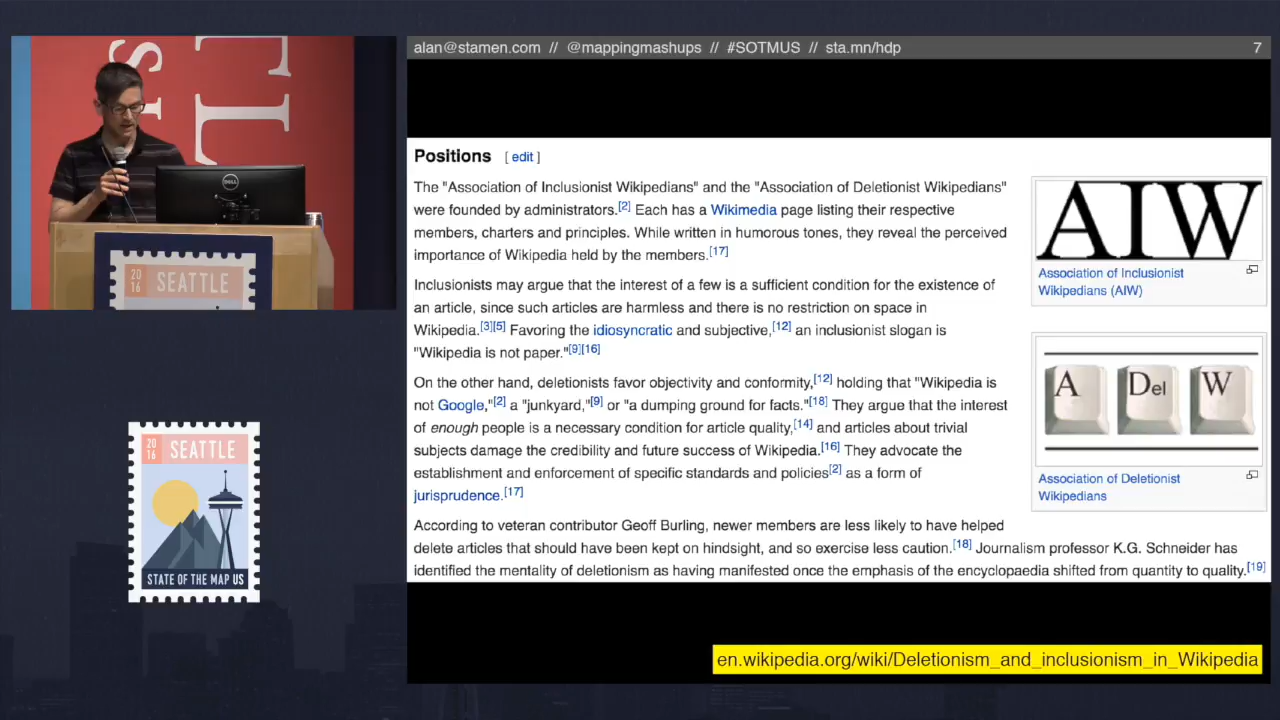 alan@stamen.com // @mappingmashups // #SOTMUS // sta.mn/hdp
7
Positions [ edit ]
The "Association of Inclusionist Wikipedians" and the "Association of Deletionist Wikipedians"
were founded by administrators.[2] Each has a Wikimedia page listing their respective
members, charters and principles. While written in humorous tones, they reveal the perceived
importance of Wikipedia held by the members.[17]
Inclusionists may argue that the interest of a few is a sufficient condition for the existence of
an article, since such articles are harmless and there is no restriction on space in
Wikipedia.[3][5] Favoring the idiosyncratic and subjective,[12] an inclusionist slogan is
"Wikipedia is not paper."[9][16]
On the other hand, deletionists favor objectivity and conformity,[12] holding that "Wikipedia is
not Google,"[2] a "junkyard,"[9] or "a dumping ground for facts."[18] They argue that the interest
of enough people is a necessary condition for article quality,[14] and articles about trivial
subjects damage the credibility and future success of Wikipedia.[16] They advocate the
establishment and enforcement of specific standards and policies[2] as a form of
jurisprudence.[17]
According to veteran contributor Geoff Burling, newer members are less likely to have helped
delete articles that should have been kept on hindsight, and so exercise less caution.[18] Journalism professor K.G. Schneider has
identified the mentality of deletionism as having manifested once the emphasis of the encyclopaedia shifted from quantity to quality.[19]
AIW
Association of Inclusionist
Wikipedians (AIW)
A Del W
Association of Deletionist
Wikipedians
en.wikipedia.org/wiki/Deletionism_and_inclusionism_in_Wikipedia
DELL
20
16
SEATTLE
20
16
SEATTLE
STATE OF THE MAP US